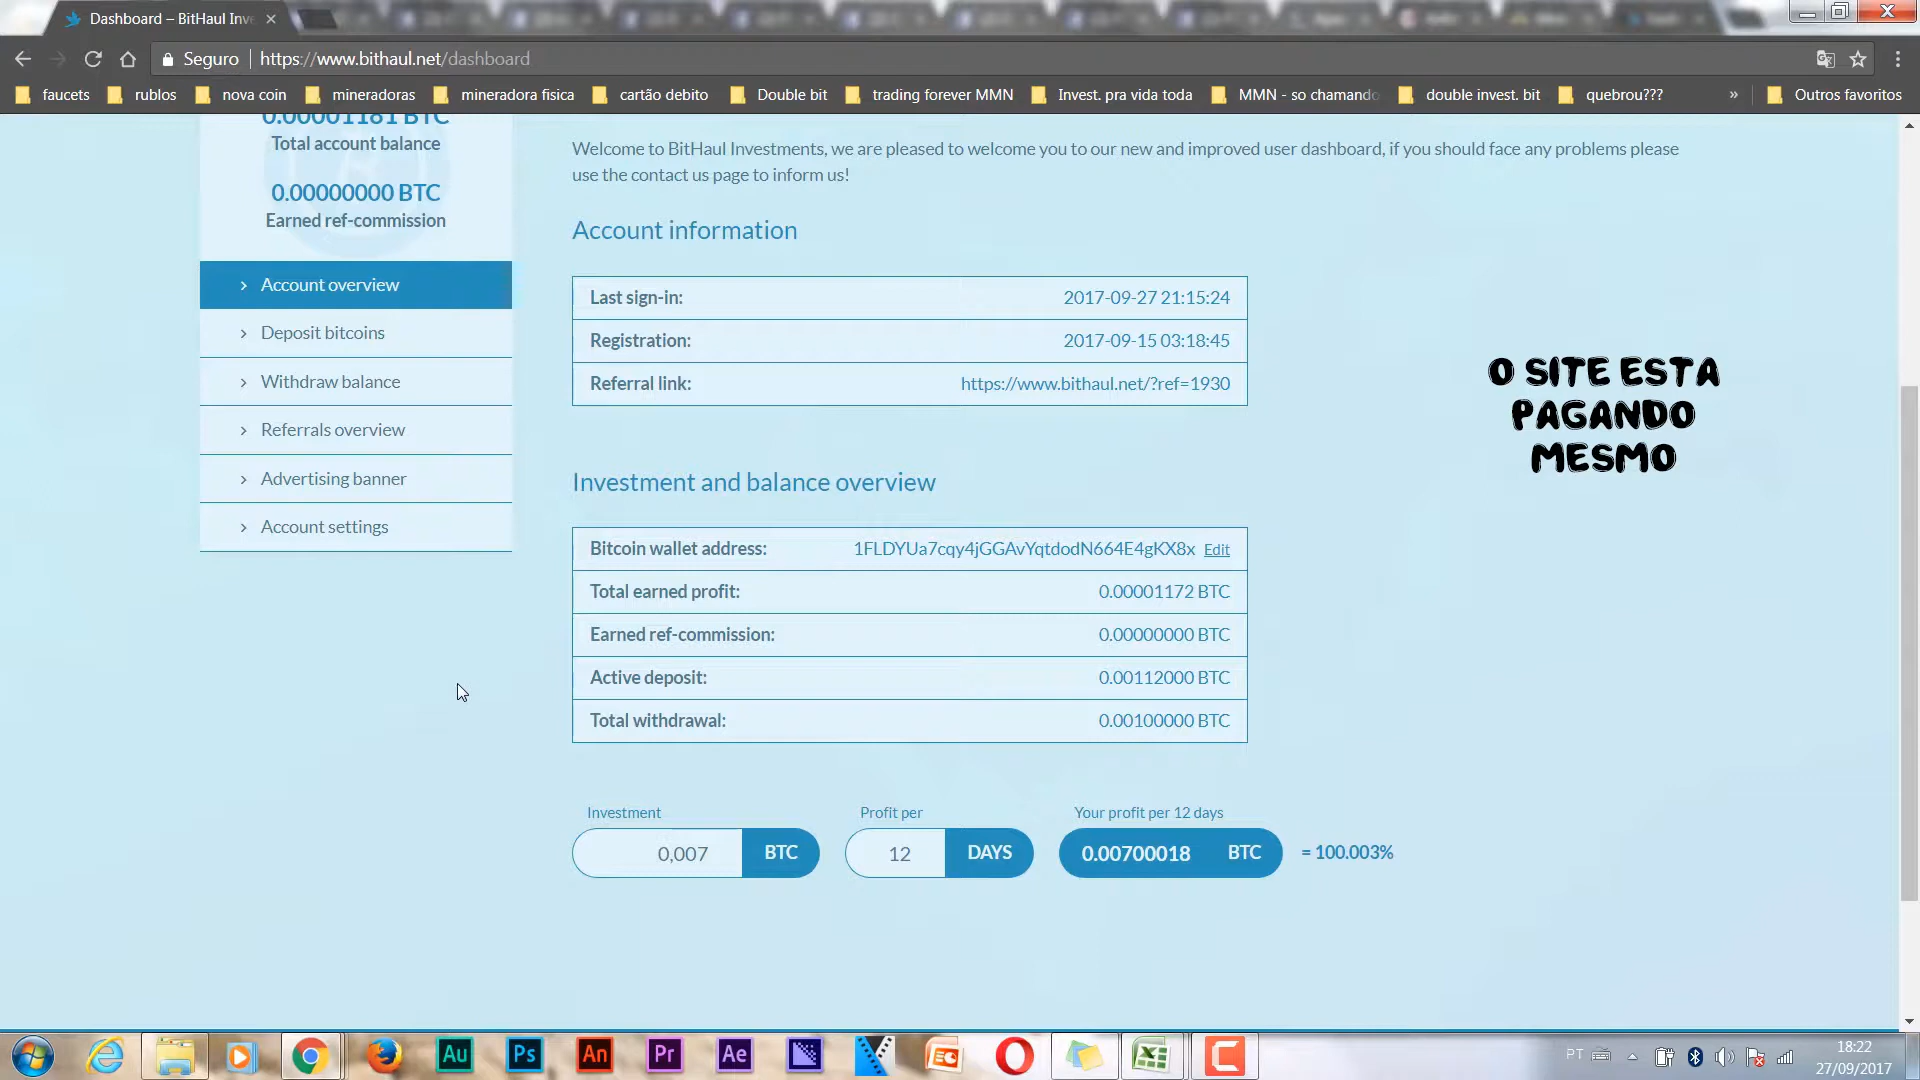 Dashboard – BitHaul Inve
Seguro
https://www.bithaul.net/dashboard
faucets
rublos
nova coin
mineradoras
mineradora fisica
cartão debito
Double bit
trading forever MMN
Invest. pra vida toda
MMN - so chamando
double invest. bit
quebrou???
»
Outros favoritos
0.00001181 BTC
Total account balance
0.00000000 BTC
Earned ref-commission
Account overview
Deposit bitcoins
Withdraw balance
Referrals overview
Advertising banner
Account settings
Welcome to BitHaul Investments, we are pleased to welcome you to our new and improved user dashboard, if you should face any problems please
use the contact us page to inform us!
Account information
Last sign-in: 2017-09-27 21:15:24
Registration: 2017-09-15 03:18:45
Referral link: https://www.bithaul.net/?ref=1930
O SITE ESTA
PAGANDO
MESMO
Investment and balance overview
Bitcoin wallet address: 1FLDYUa7cqy4jGGAvYqtdodN664E4gKX8x Edit
Total earned profit: 0.00001172 BTC
Earned ref-commission: 0.00000000 BTC
Active deposit: 0.00112000 BTC
Total withdrawal: 0.00100000 BTC
Investment
Profit per
Your profit per 12 days
0,007 BTC
12 DAYS
0.00700018 BTC
= 100.003%
Au
Ps
An
Pr
Ae
PT
18:22
27/09/2017